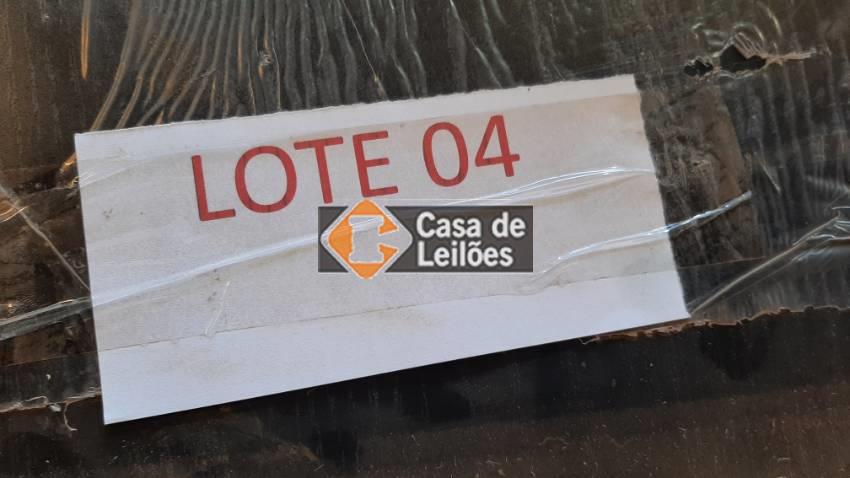 LOTE 04
Casa de
Leilões